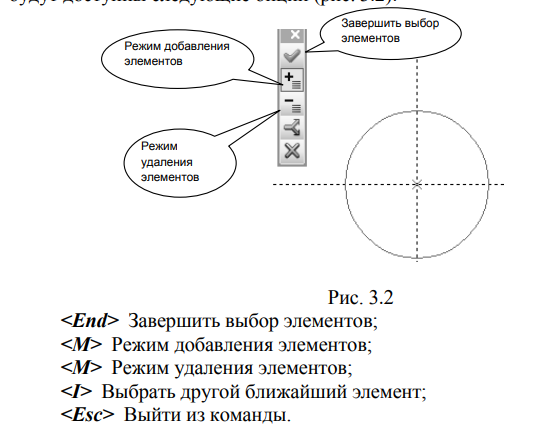 будут доступны следующие опции (рис. 3.2):
Завершить выбор
элементов
Режим добавления
элементов
Режим
удаления
элементов
Рис. 3.2
<End> Завершить выбор элементов;
<M> Режим добавления элементов;
<M> Режим удаления элементов;
<I> Выбрать другой ближайший элемент;
<Esc> Выйти из команды.